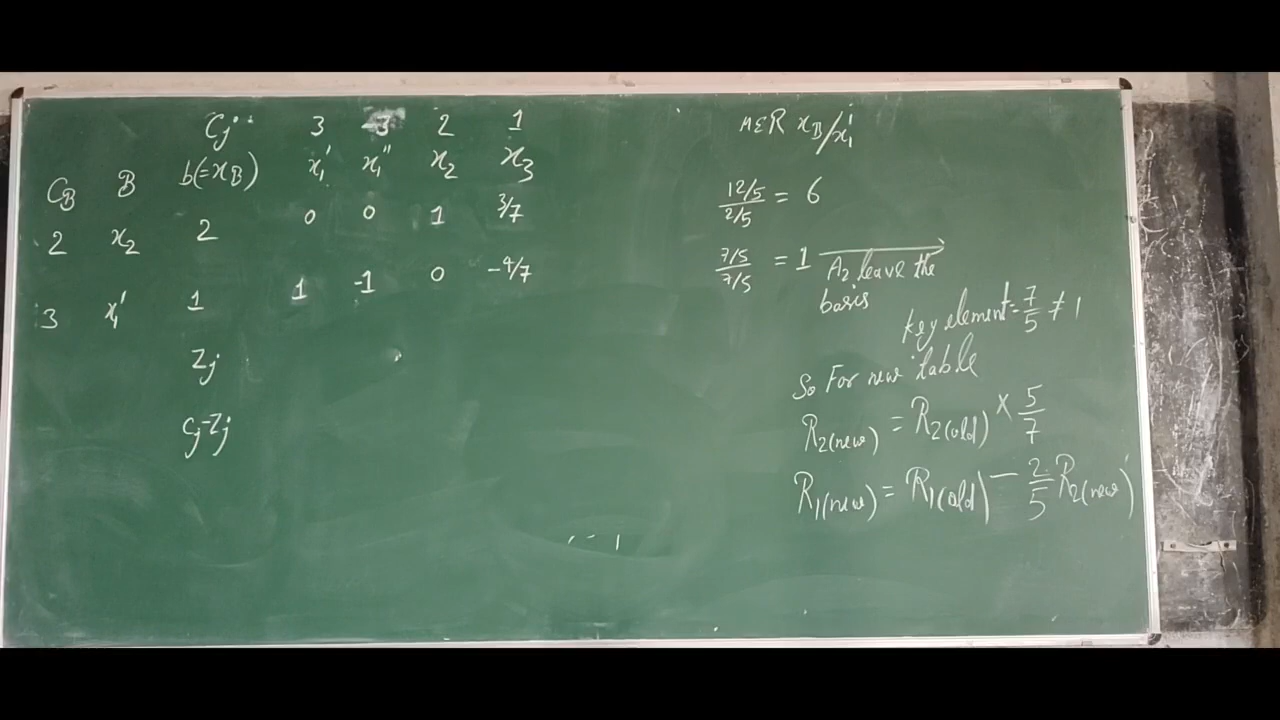 Cj 3 -3 2 1
CB B b(=xB) x1' x1'' x2 x3
2 x2 2 0 0 1 3/7
3 x1' 1 1 -1 0 -4/7
Zj
Cj-Zj
MER xB/x1'
12/5 / 2/5 = 6
7/5 / 7/5 = 1 → A2 leave the
basis
key element = 7/5 ≠ 1
So For new table
R2(new) = R2(old) × 5/7
R1(new) = R1(old) - 2/5 R2(new)